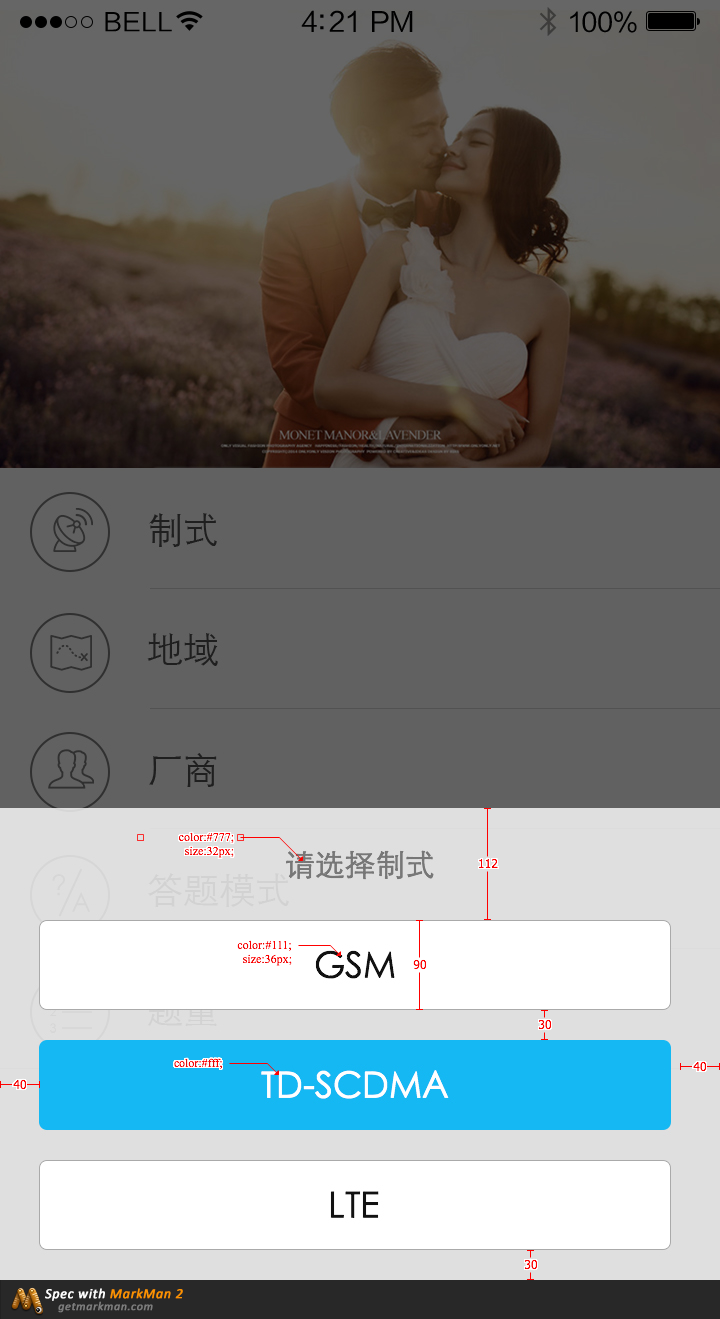 BELL 4:21 PM 100%
MONET MANOR&LAVENDER
制式
地域
厂商
color:#777;
size:32px;
请选择制式
112
答题模式
color:#111;
size:36px;
GSM
90
题量
30
color:#fff;
TD-SCDMA
40
40
LTE
30
Spec with MarkMan 2
getmarkman.com